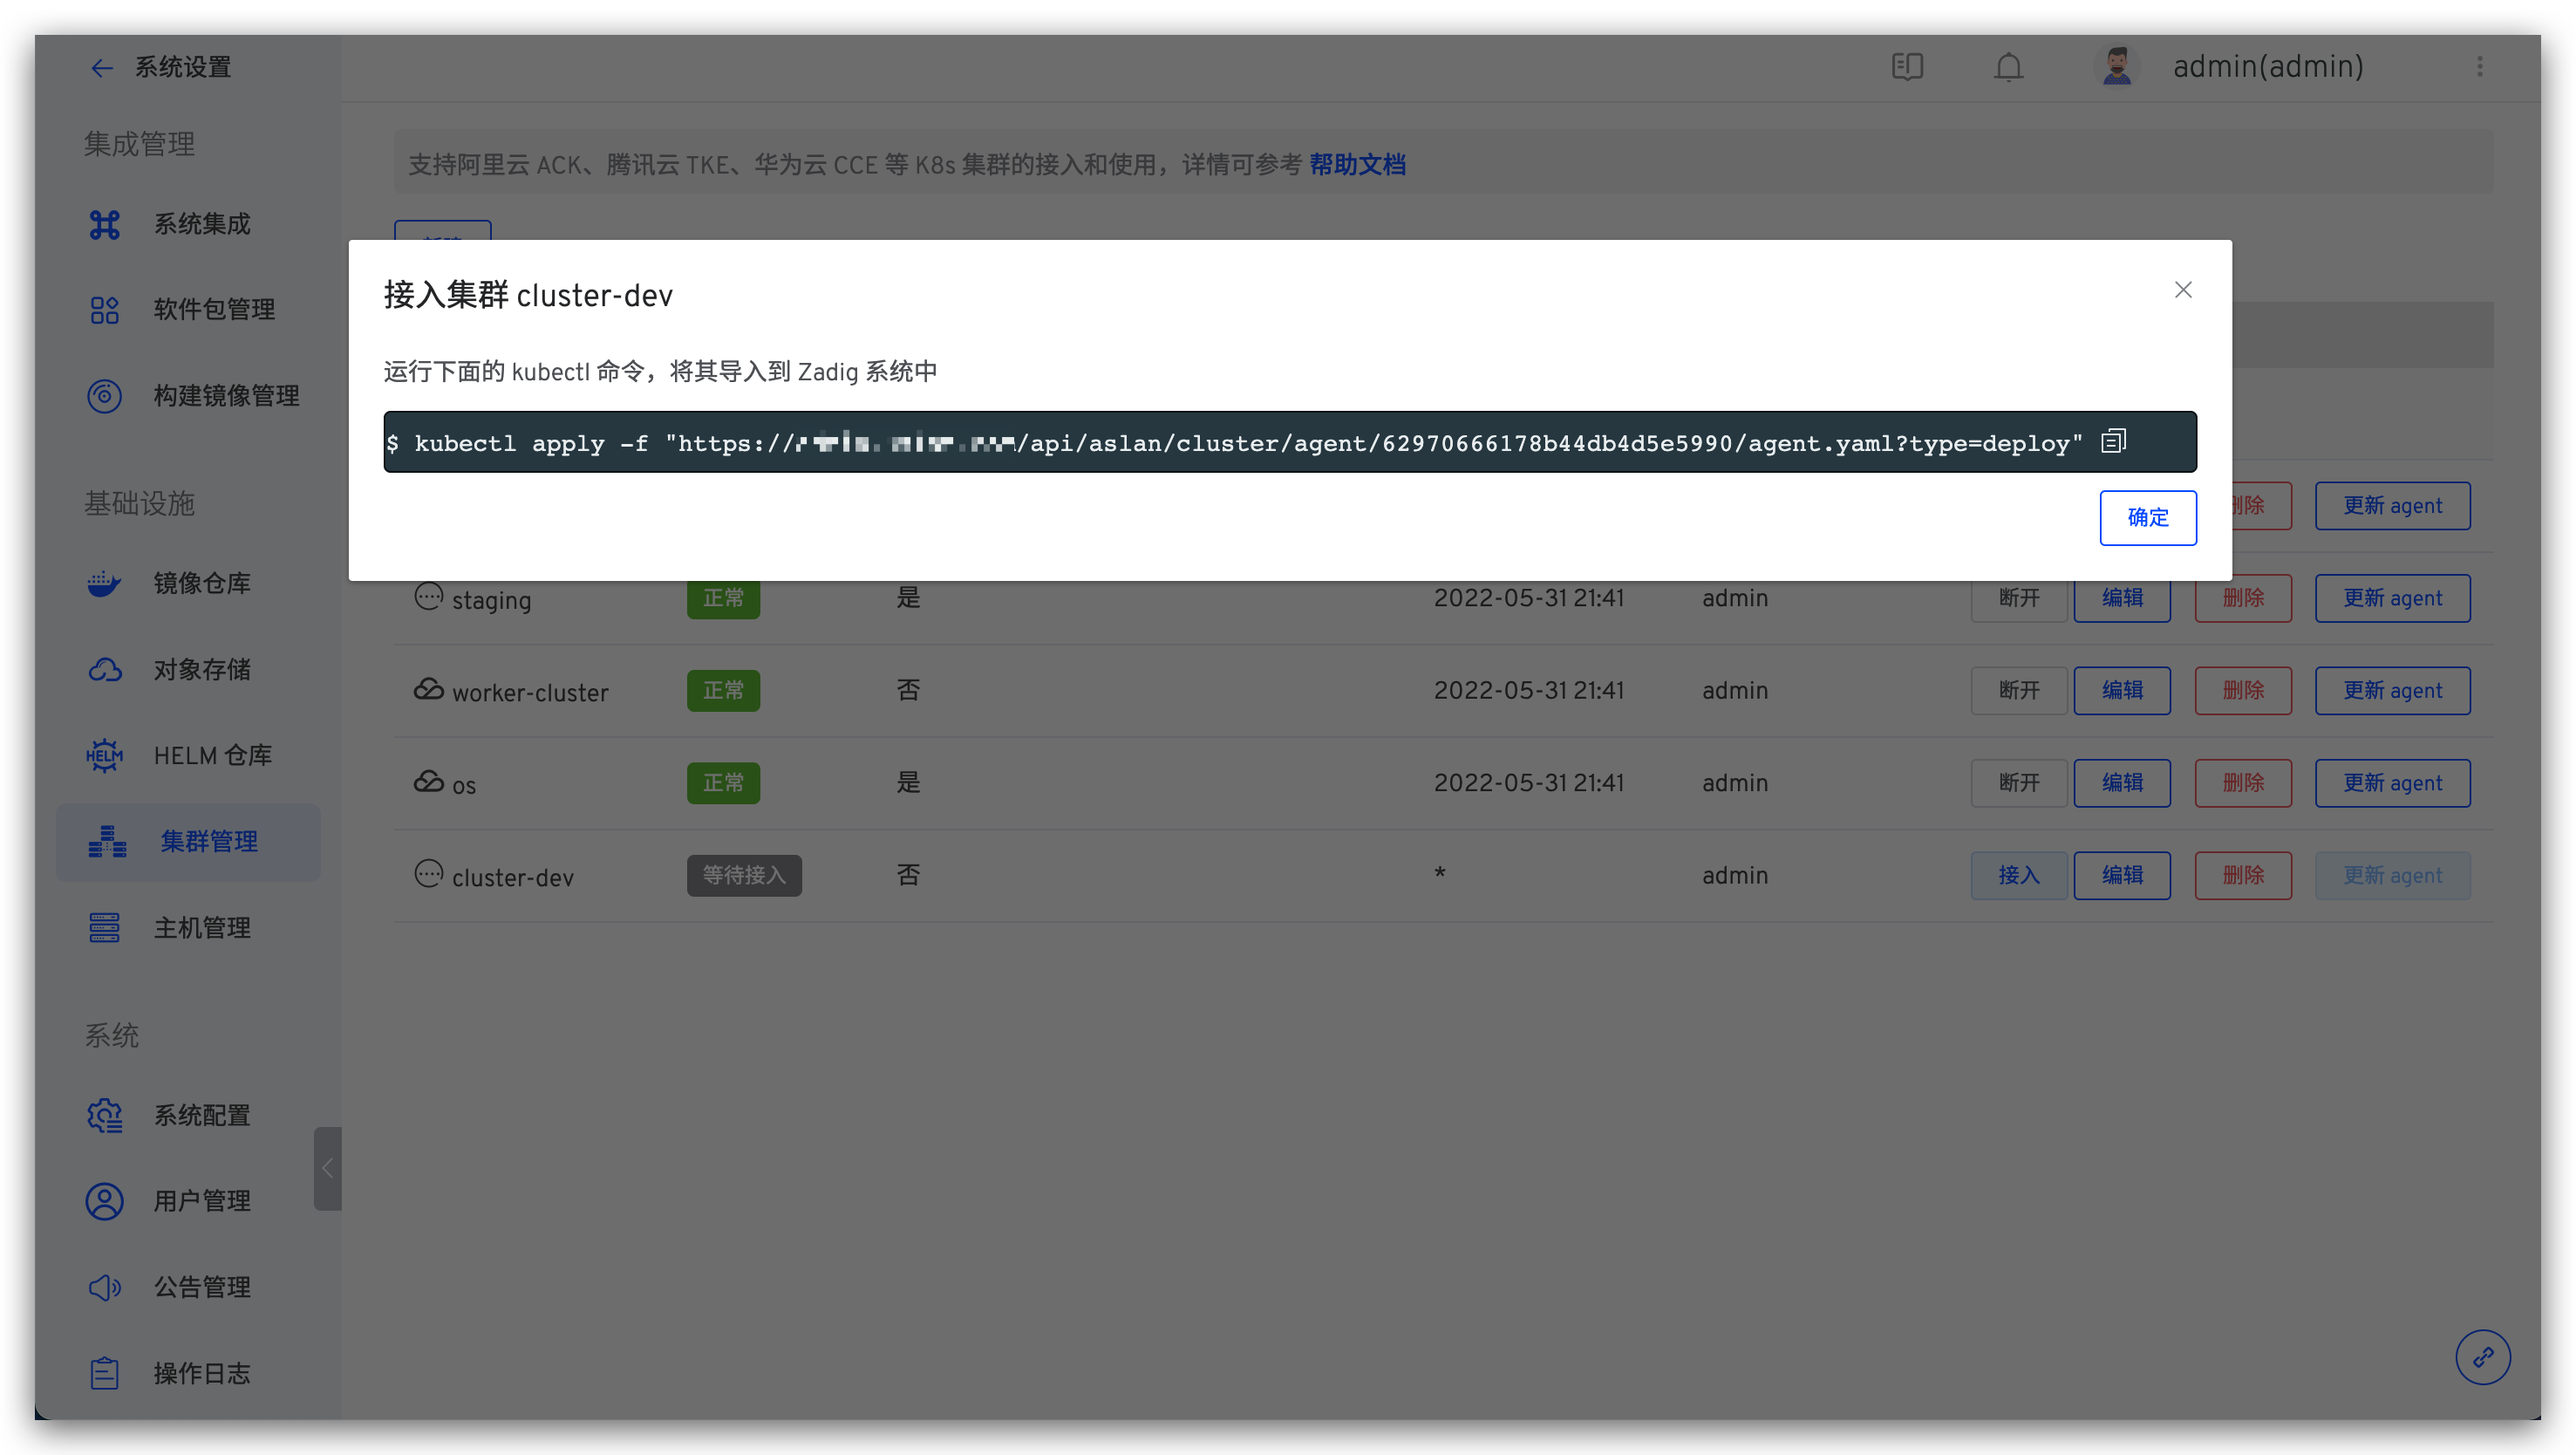 系统设置
admin(admin)
集成管理
系统集成
软件包管理
构建镜像管理
基础设施
镜像仓库
对象存储
HELM 仓库
集群管理
主机管理
系统
系统配置
用户管理
公告管理
操作日志
支持阿里云 ACK、腾讯云 TKE、华为云 CCE 等 K8s 集群的接入和使用，详情可参考 帮助文档
接入集群 cluster-dev
运行下面的 kubectl 命令，将其导入到 Zadig 系统中
$ kubectl apply -f "https:// /api/aslan/cluster/agent/62970666178b44db4d5e5990/agent.yaml?type=deploy"
确定
删除 更新 agent
staging 正常 是 2022-05-31 21:41 admin 断开 编辑 删除 更新 agent
worker-cluster 正常 否 2022-05-31 21:41 admin 断开 编辑 删除 更新 agent
os 正常 是 2022-05-31 21:41 admin 断开 编辑 删除 更新 agent
cluster-dev 等待接入 否 * admin 接入 编辑 删除 更新 agent